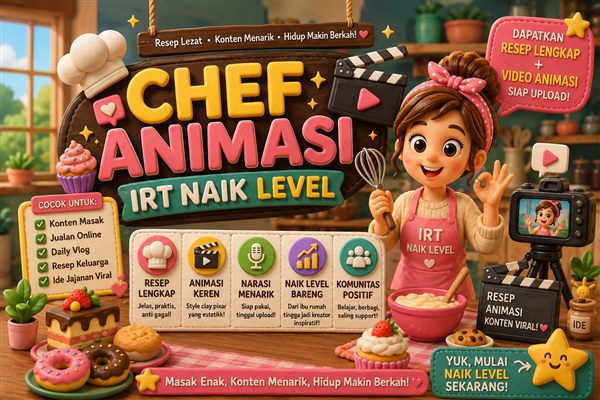 Resep Lezat • Konten Menarik • Hidup Makin Berkah!
CHEF
ANIMASI
IRT NAIK LEVEL
DAPATKAN
RESEP LENGKAP
+
VIDEO ANIMASI
SIAP UPLOAD!
COCOK UNTUK:
Konten Masak
Jualan Online
Daily Vlog
Resep Keluarga
Ide Jajanan Viral
RESEP
LENGKAP
Jelas, praktis,
anti gagal!
ANIMASI
KEREN
Style clay pixar
yang estetik!
NARASI
MENARIK
Siap pakai,
tinggal upload!
NAIK LEVEL
BARENG
Dari ibu rumah
tingga jadi kreator
inspiratif!
KOMUNITAS
POSITIF
Belajar, berbagi,
saling support!
IRT
NAIK LEVEL
RESEP
ANIMASI
KONTEN VIRAL!
IDE
YUK, MULAI
NAIK LEVEL
SEKARANG!
Masak Enak, Konten Menarik, Hidup Makin Berkah!